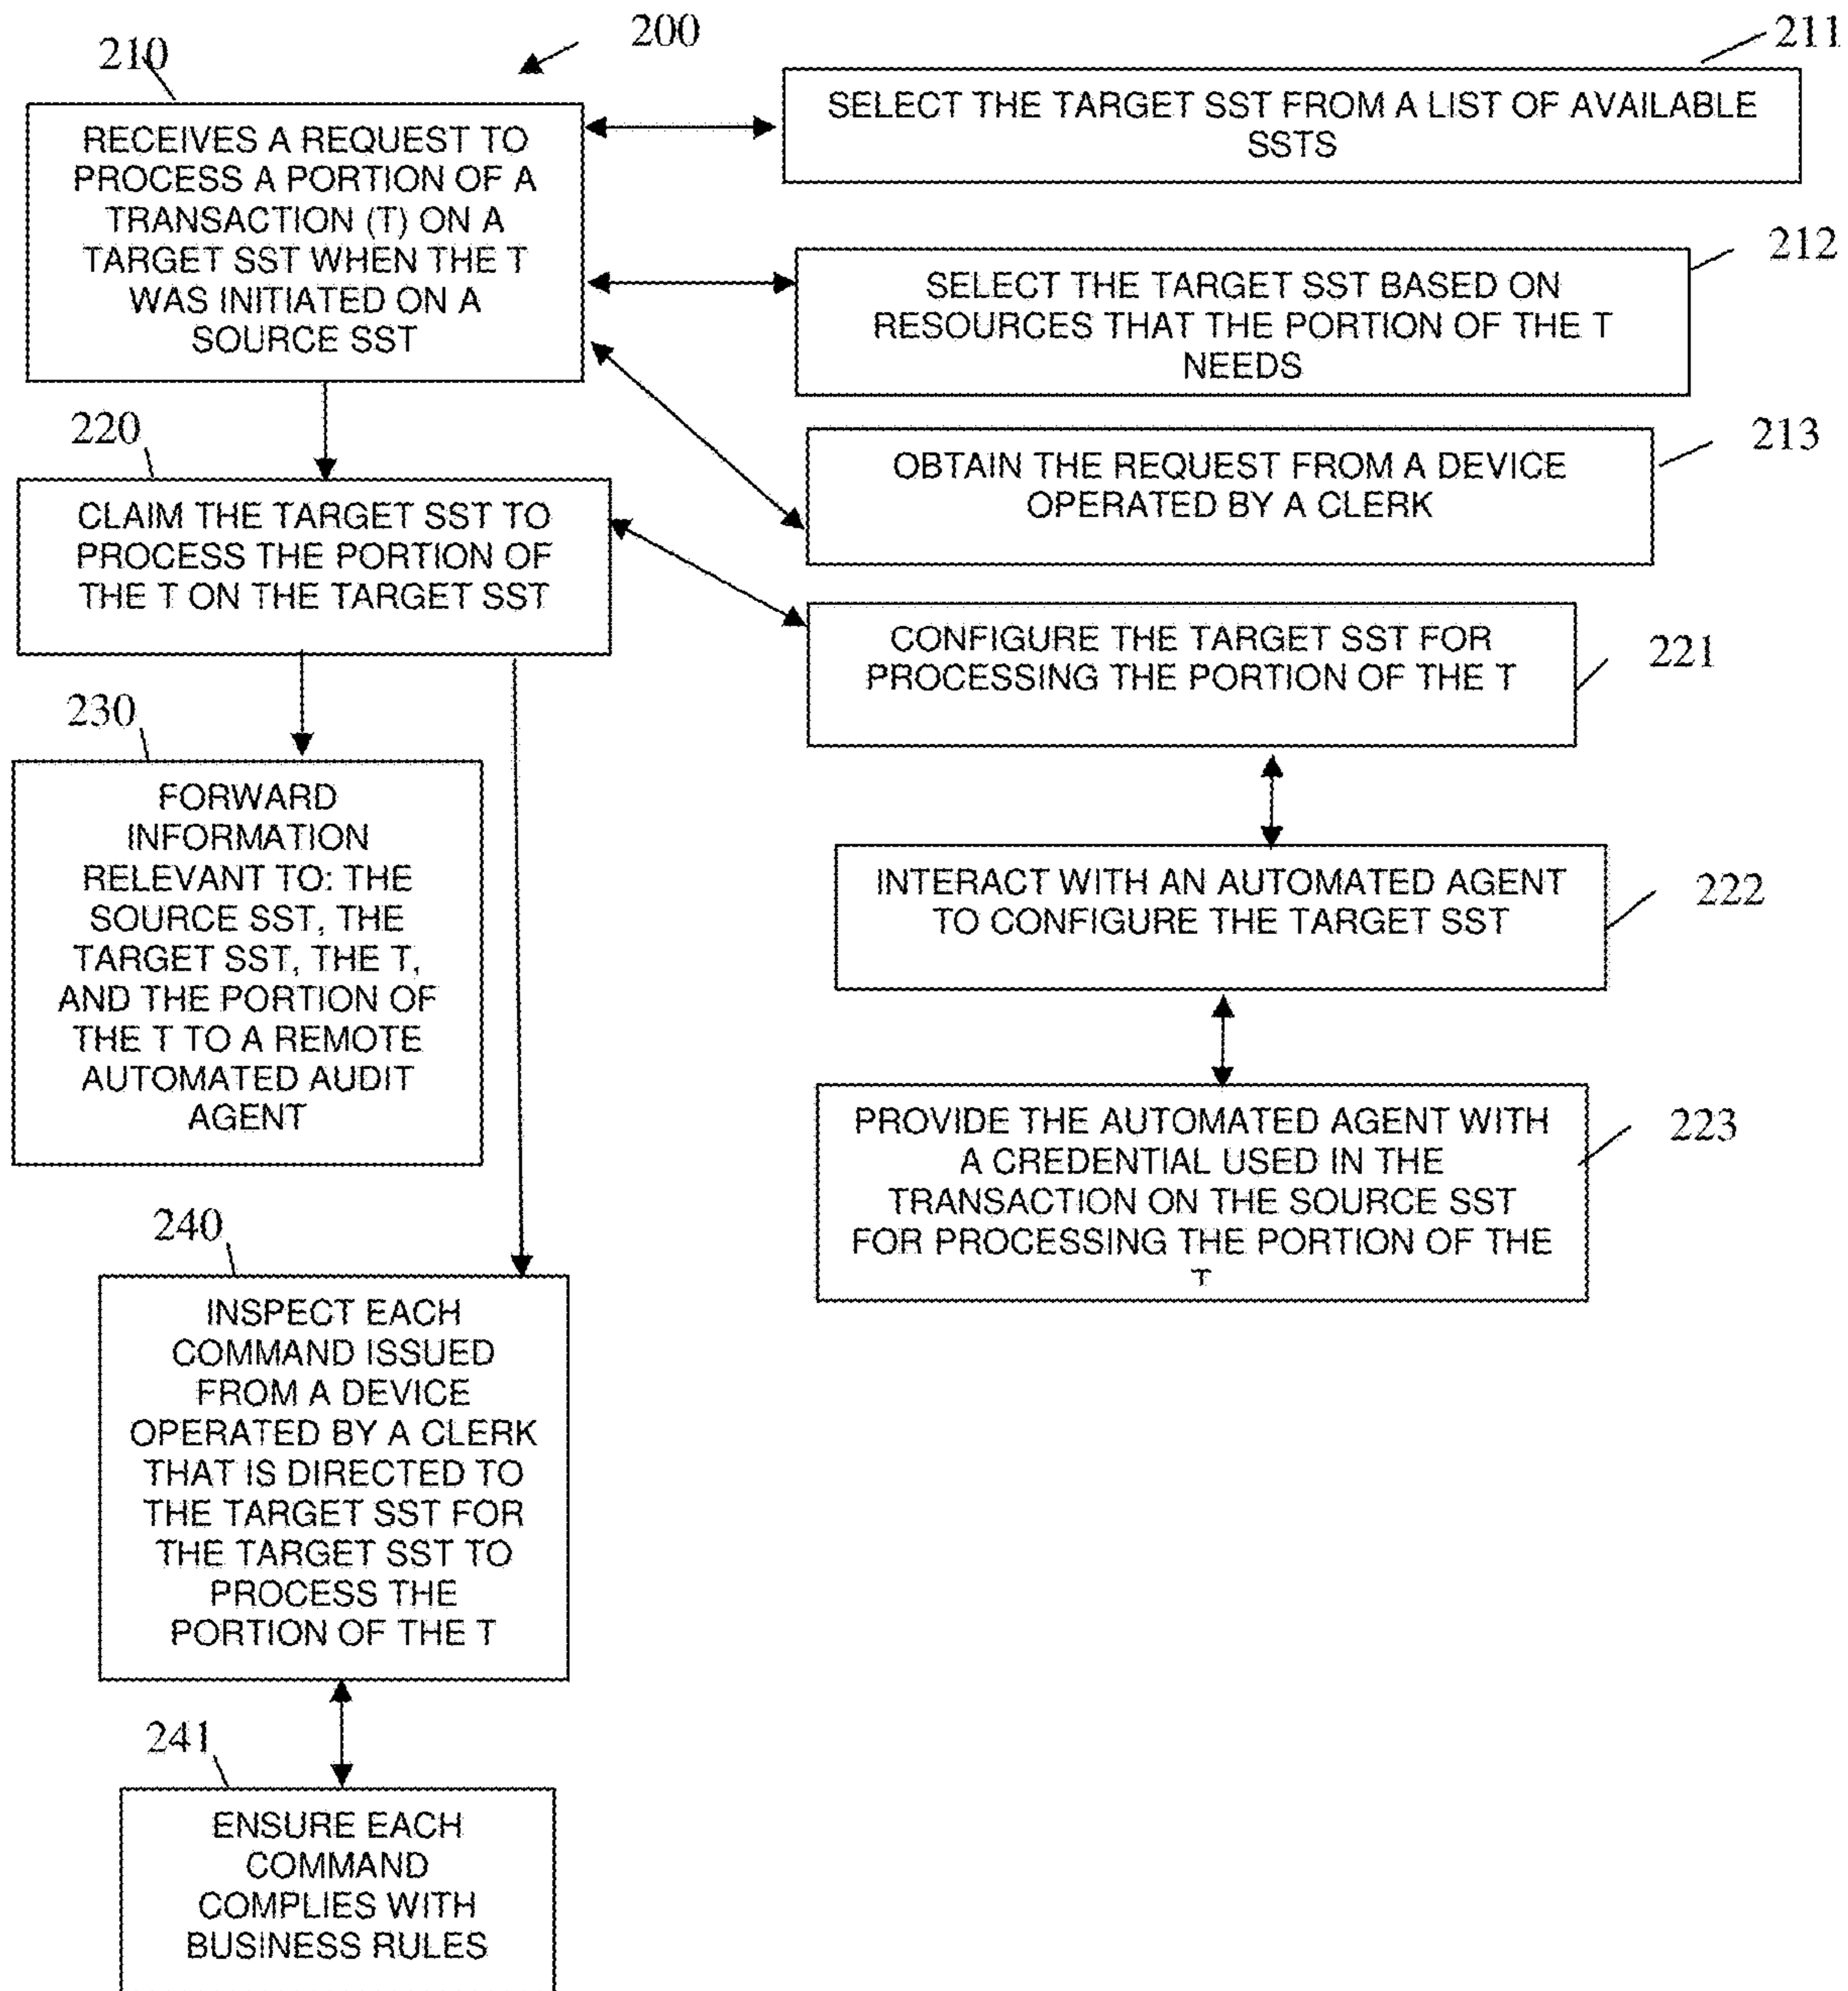 200
210
RECEIVES A REQUEST TO
PROCESS A PORTION OF A
TRANSACTION (T) ON A
TARGET SST WHEN THE T
WAS INITIATED ON A
SOURCE SST
211
SELECT THE TARGET SST FROM A LIST OF AVAILABLE
SSTS
212
SELECT THE TARGET SST BASED ON
RESOURCES THAT THE PORTION OF THE T
NEEDS
213
OBTAIN THE REQUEST FROM A DEVICE
OPERATED BY A CLERK
220
CLAIM THE TARGET SST TO
PROCESS THE PORTION OF
THE T ON THE TARGET SST
221
CONFIGURE THE TARGET SST FOR
PROCESSING THE PORTION OF THE T
222
INTERACT WITH AN AUTOMATED AGENT
TO CONFIGURE THE TARGET SST
223
PROVIDE THE AUTOMATED AGENT WITH
A CREDENTIAL USED IN THE
TRANSACTION ON THE SOURCE SST
FOR PROCESSING THE PORTION OF THE
T
230
FORWARD
INFORMATION
RELEVANT TO: THE
SOURCE SST, THE
TARGET SST, THE T,
AND THE PORTION OF
THE T TO A REMOTE
AUTOMATED AUDIT
AGENT
240
INSPECT EACH
COMMAND ISSUED
FROM A DEVICE
OPERATED BY A CLERK
THAT IS DIRECTED TO
THE TARGET SST FOR
THE TARGET SST TO
PROCESS THE
PORTION OF THE T
241
ENSURE EACH
COMMAND
COMPLIES WITH
BUSINESS RULES